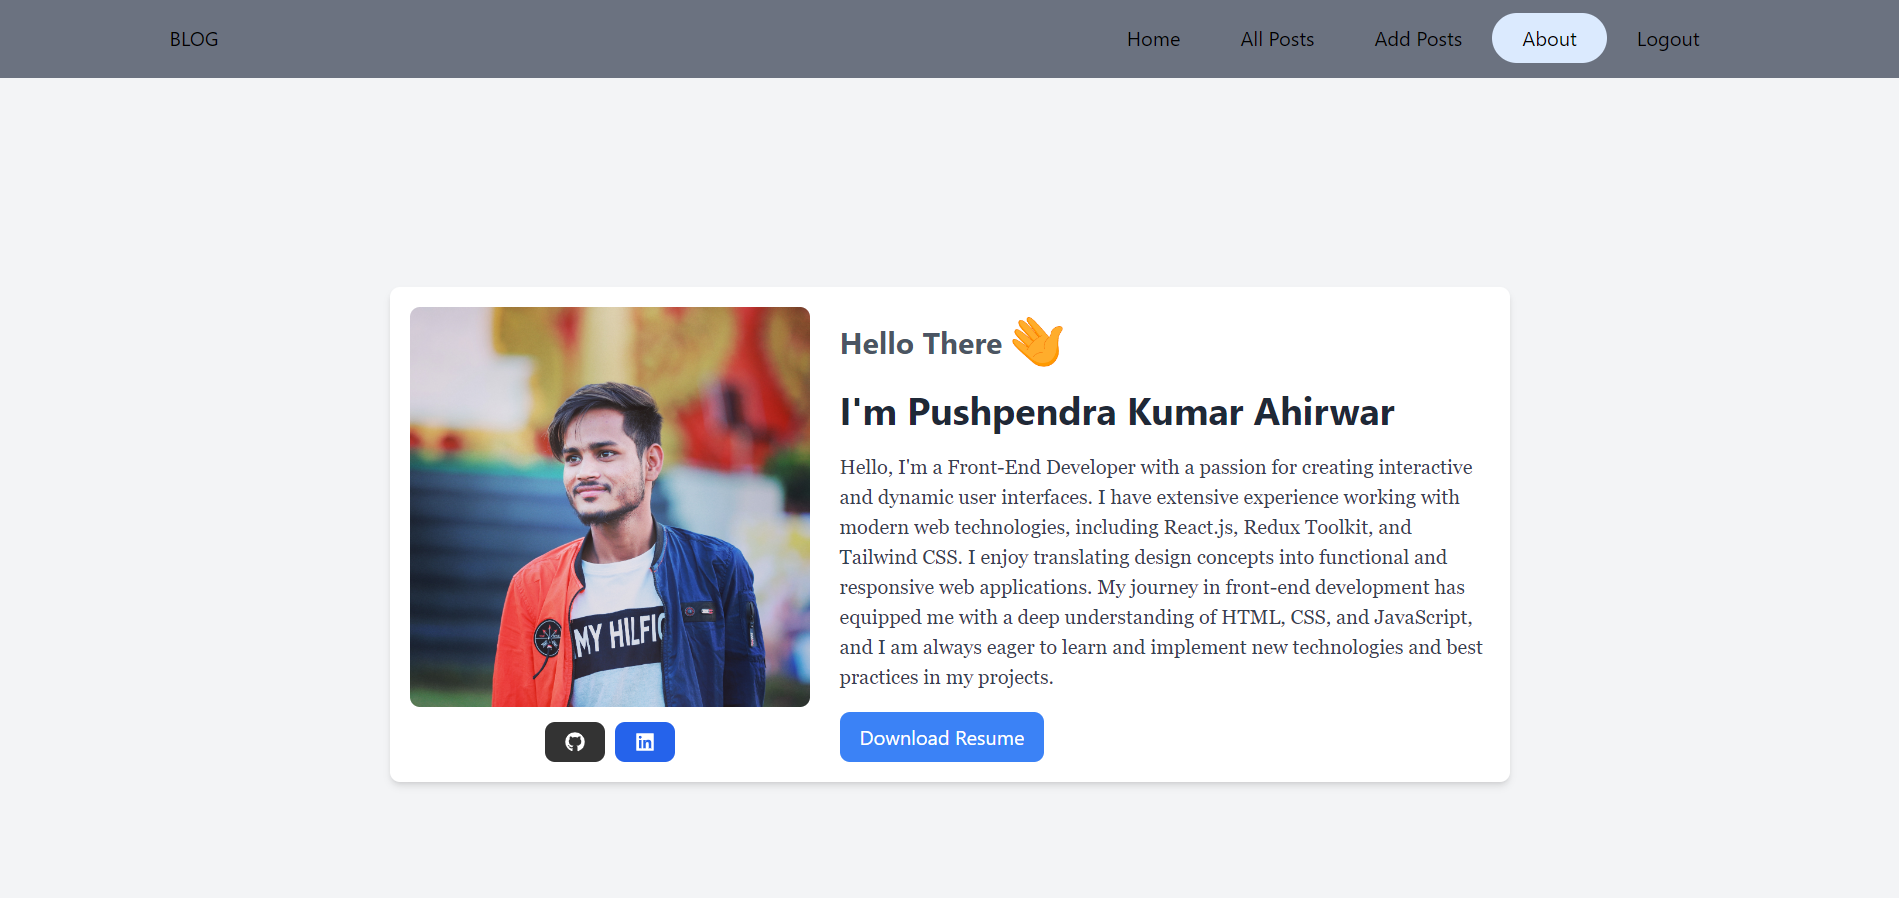 BLOG
Home
All Posts
Add Posts
About
Logout
MY HILFIG
Hello There
I'm Pushpendra Kumar Ahirwar
Hello, I'm a Front-End Developer with a passion for creating interactive
and dynamic user interfaces. I have extensive experience working with
modern web technologies, including React.js, Redux Toolkit, and
Tailwind CSS. I enjoy translating design concepts into functional and
responsive web applications. My journey in front-end development has
equipped me with a deep understanding of HTML, CSS, and JavaScript,
and I am always eager to learn and implement new technologies and best
practices in my projects.
in
Download Resume